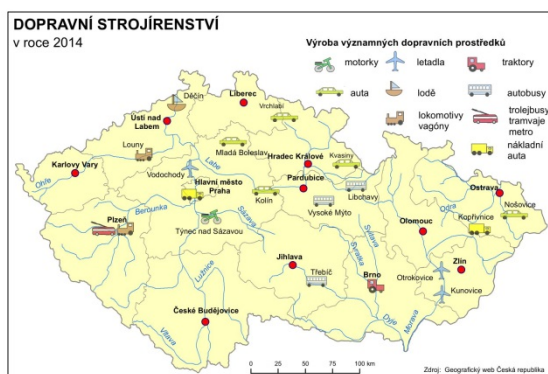 DOPRAVNÍ STROJÍRENSTVÍ
v roce 2014
Výroba významných dopravních prostředků
motorky
letadla
traktory
auta
lodě
autobusy
lokomotivy
vagóny
trolejbusy
tramvaje
metro
nákladní
auta
Děčín
Liberec
Vrchlabí
Ústí nad
Labem
Louny
Mladá Boleslav
Hradec Králové
Kvasiny
Karlovy Vary
Ohře
Vodochody
Labe
Hlavní město
Praha
Pardubice
Kolín
Libohavy
Vysoké Mýto
Ostrava
Odra
Nošovice
Kopřivnice
Olomouc
Plzeň
Berounka
Týnec nad Sázavou
Sázava
Svitava
Svratka
Jihlava
Třebíč
Brno
Zlín
Otrokovice
Kunovice
Lužnice
České Budějovice
Vltava
Dyje
Morava
0 25 50 100 km
Zdroj: Geografický web Česká republika